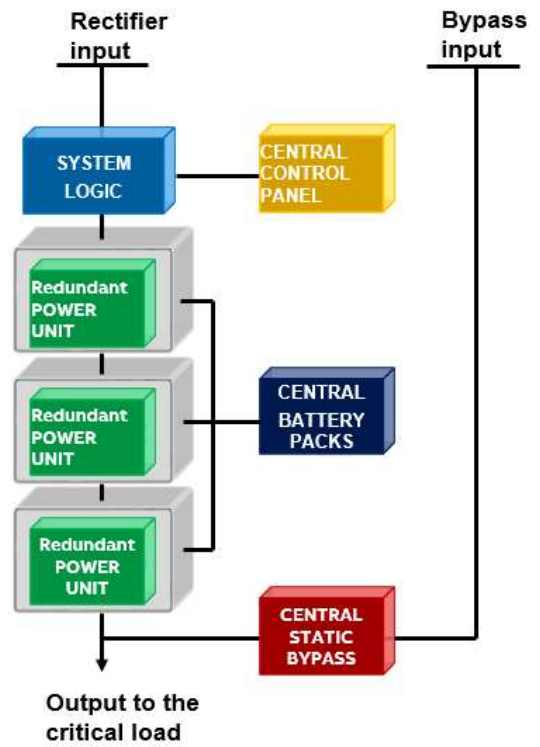 Rectifier
input
Bypass
input
SYSTEM
LOGIC
CENTRAL
CONTROL
PANEL
Redundant
POWER
UNIT
Redundant
POWER
UNIT
CENTRAL
BATTERY
PACKS
Redundant
POWER
UNIT
CENTRAL
STATIC
BYPASS
Output to the
critical load